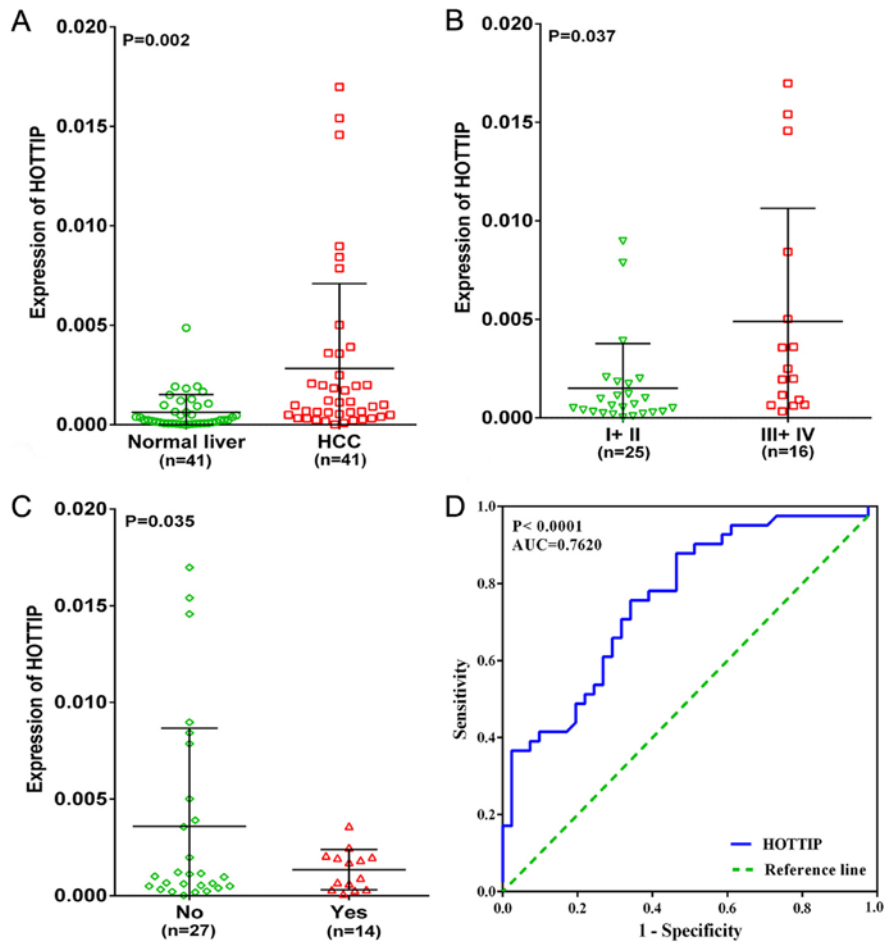 A
P=0.002
0.020
0.015
0.010
0.005
0.000
Expression of HOTTIP
Normal liver
(n=41)
HCC
(n=41)
B
P=0.037
0.020
0.015
0.010
0.005
0.000
Expression of HOTTIP
I+ II
(n=25)
III+ IV
(n=16)
C
P=0.035
0.020
0.015
0.010
0.005
0.000
Expression of HOTTIP
No
(n=27)
Yes
(n=14)
D
P< 0.0001
AUC=0.7620
1.0
0.8
0.6
0.4
0.2
0.0
Sensitivity
HOTTIP
Reference line
0.0 0.2 0.4 0.6 0.8 1.0
1 - Specificity